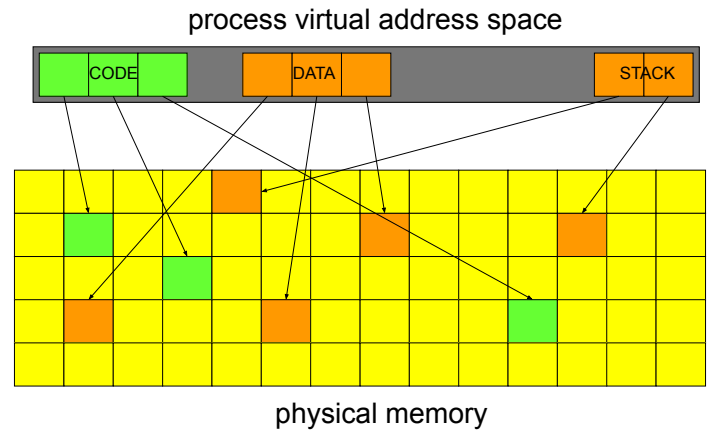 process virtual address space
CODE
DATA
STACK
physical memory